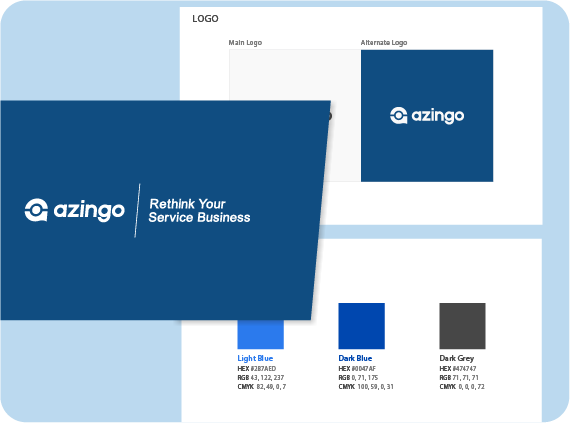 LOGO
Main Logo
Alternate Logo
azingo
azingo
Rethink Your
Service Business
Light Blue
HEX #287AED
RGB 43, 122, 237
CMYK 82, 49, 0, 7
Dark Blue
HEX #0047AF
RGB 0, 71, 175
CMYK 100, 59, 0, 31
Dark Grey
HEX #474747
RGB 71, 71, 71
CMYK 0, 0, 0, 72